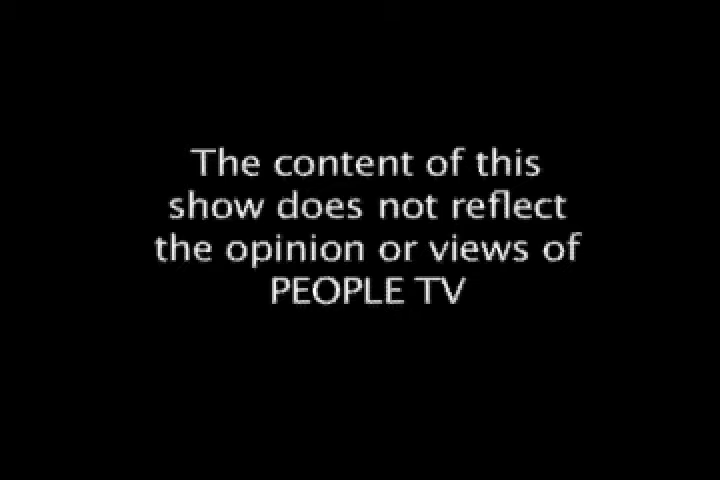 The content of this
show does not reflect
the opinion or views of
PEOPLE TV